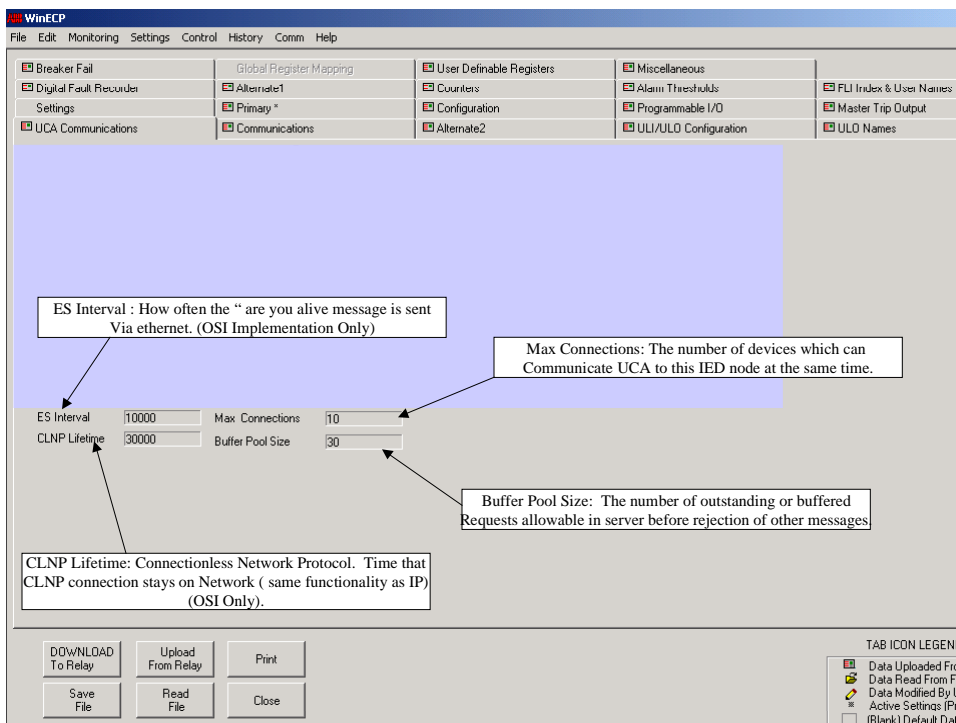 WinECP
File Edit Monitoring Settings Control History Comm Help
Breaker Fail Global Register Mapping User Definable Registers Miscellaneous
Digital Fault Recorder Alternate1 Counters Alarm Thresholds FLI Index & User Names
Settings Primary * Configuration Programmable I/O Master Trip Output
UCA Communications Communications Alternate2 ULI/ULO Configuration ULO Names
ES Interval : How often the “ are you alive message is sent
Via ethernet. (OSI Implementation Only)
Max Connections: The number of devices which can
Communicate UCA to this IED node at the same time.
ES Interval 10000 Max Connections 10
CLNP Lifetime 30000 Buffer Pool Size 30
Buffer Pool Size: The number of outstanding or buffered
Requests allowable in server before rejection of other messages.
CLNP Lifetime: Connectionless Network Protocol. Time that
CLNP connection stays on Network ( same functionality as IP)
(OSI Only).
DOWNLOAD
To Relay
Upload
From Relay
Print
Save
File
Read
File
Close
TAB ICON LEGEN
Data Uploaded Fro
Data Read From F
Data Modified By U
Active Settings (Pr
(Blank) Default Dat